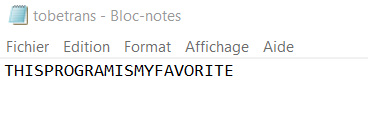 tobetrans - Bloc-notes
Fichier Edition Format Affichage Aide
THISPROGRAMISMYFAVORITE